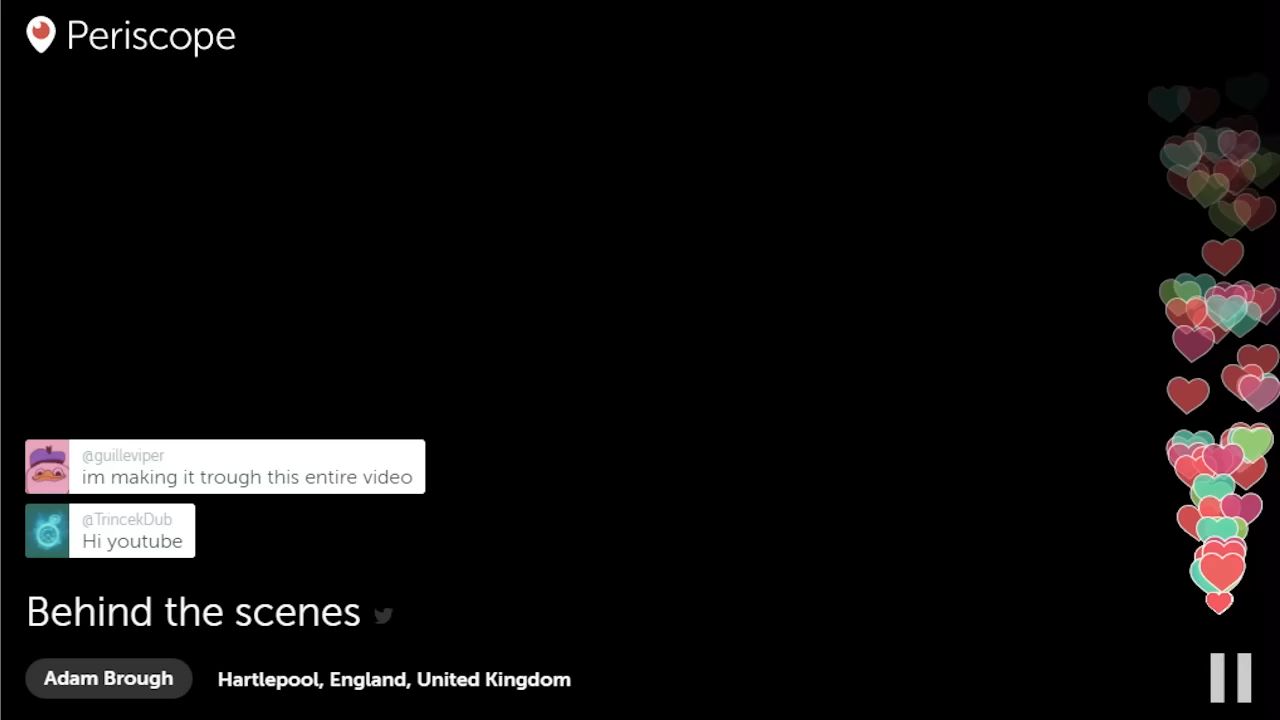 Periscope
@guilleviper
im making it trough this entire video
@TrincekDub
Hi youtube
Behind the scenes
Adam Brough
Hartlepool, England, United Kingdom